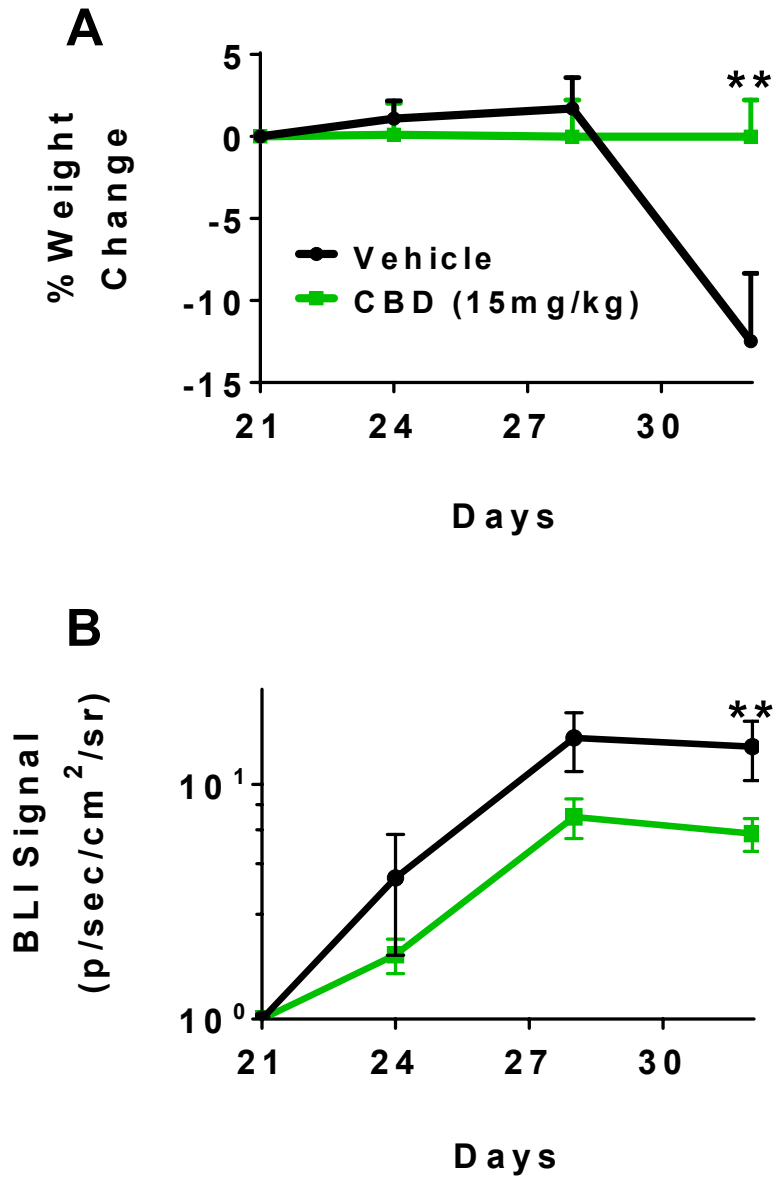 A
% Weight
Change
5
0
-5
-10
-15
**
Vehicle
CBD (15mg/kg)
21 24 27 30
Days
B
BLI Signal
(p/sec/cm²/sr)
10¹
10⁰
**
21 24 27 30
Days